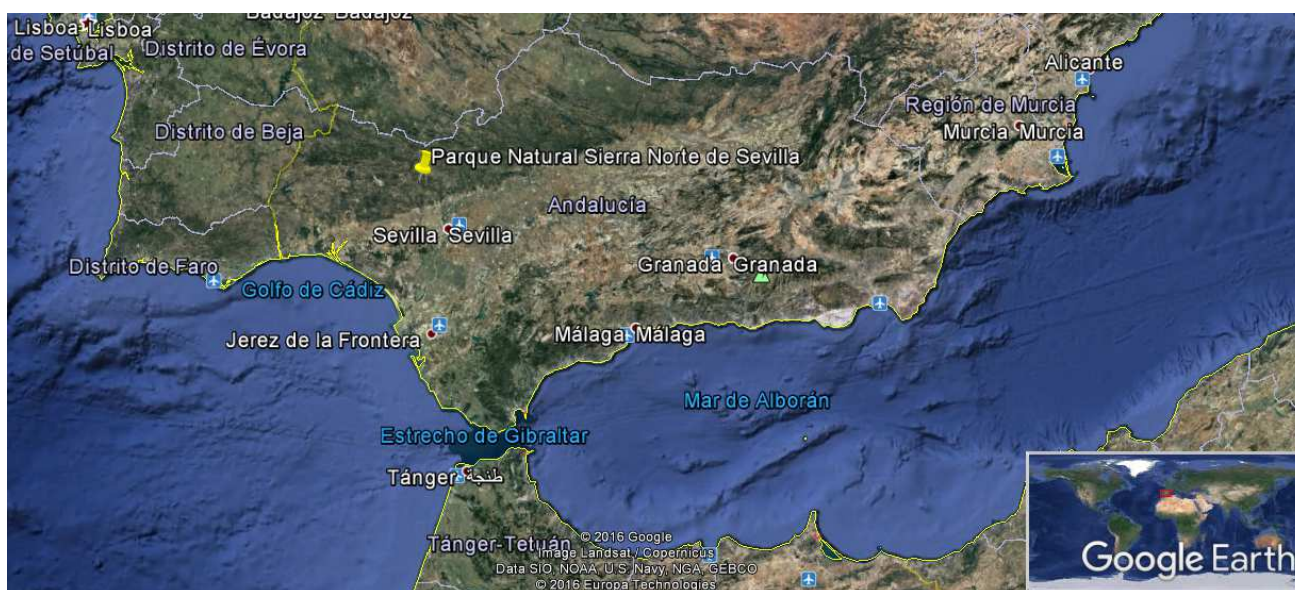 Badajoz Badajoz
Lisboa Lisboa
de Setúbal
Distrito de Évora
Alicante
Región de Murcia
Distrito de Beja
Murcia Murcia
Parque Natural Sierra Norte de Sevilla
Andalucía
Sevilla Sevilla
Distrito de Faro
Granada Granada
Golfo de Cádiz
Jerez de la Frontera
Málaga Málaga
Mar de Alborán
Estrecho de Gibraltar
Tánger طنجة
Tánger-Tetuán
© 2016 Google
Image Landsat / Copernicus
Data SIO, NOAA, U.S. Navy, NGA, GEBCO
© 2016 Europa Technologies
Google Earth